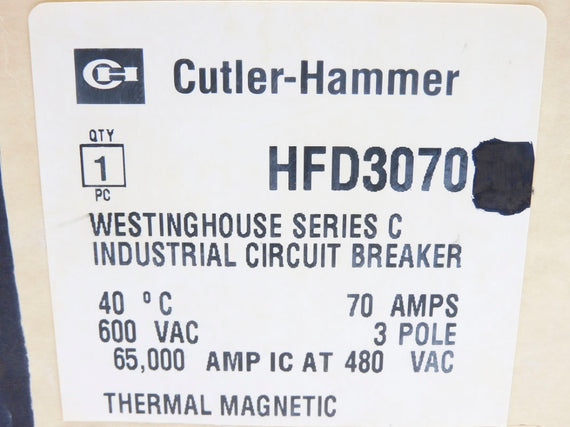 Cutler-Hammer
QTY
1
PC
HFD3070
WESTINGHOUSE SERIES C
INDUSTRIAL CIRCUIT BREAKER
40 °C 70 AMPS
600 VAC 3 POLE
65,000 AMP IC AT 480 VAC
THERMAL MAGNETIC